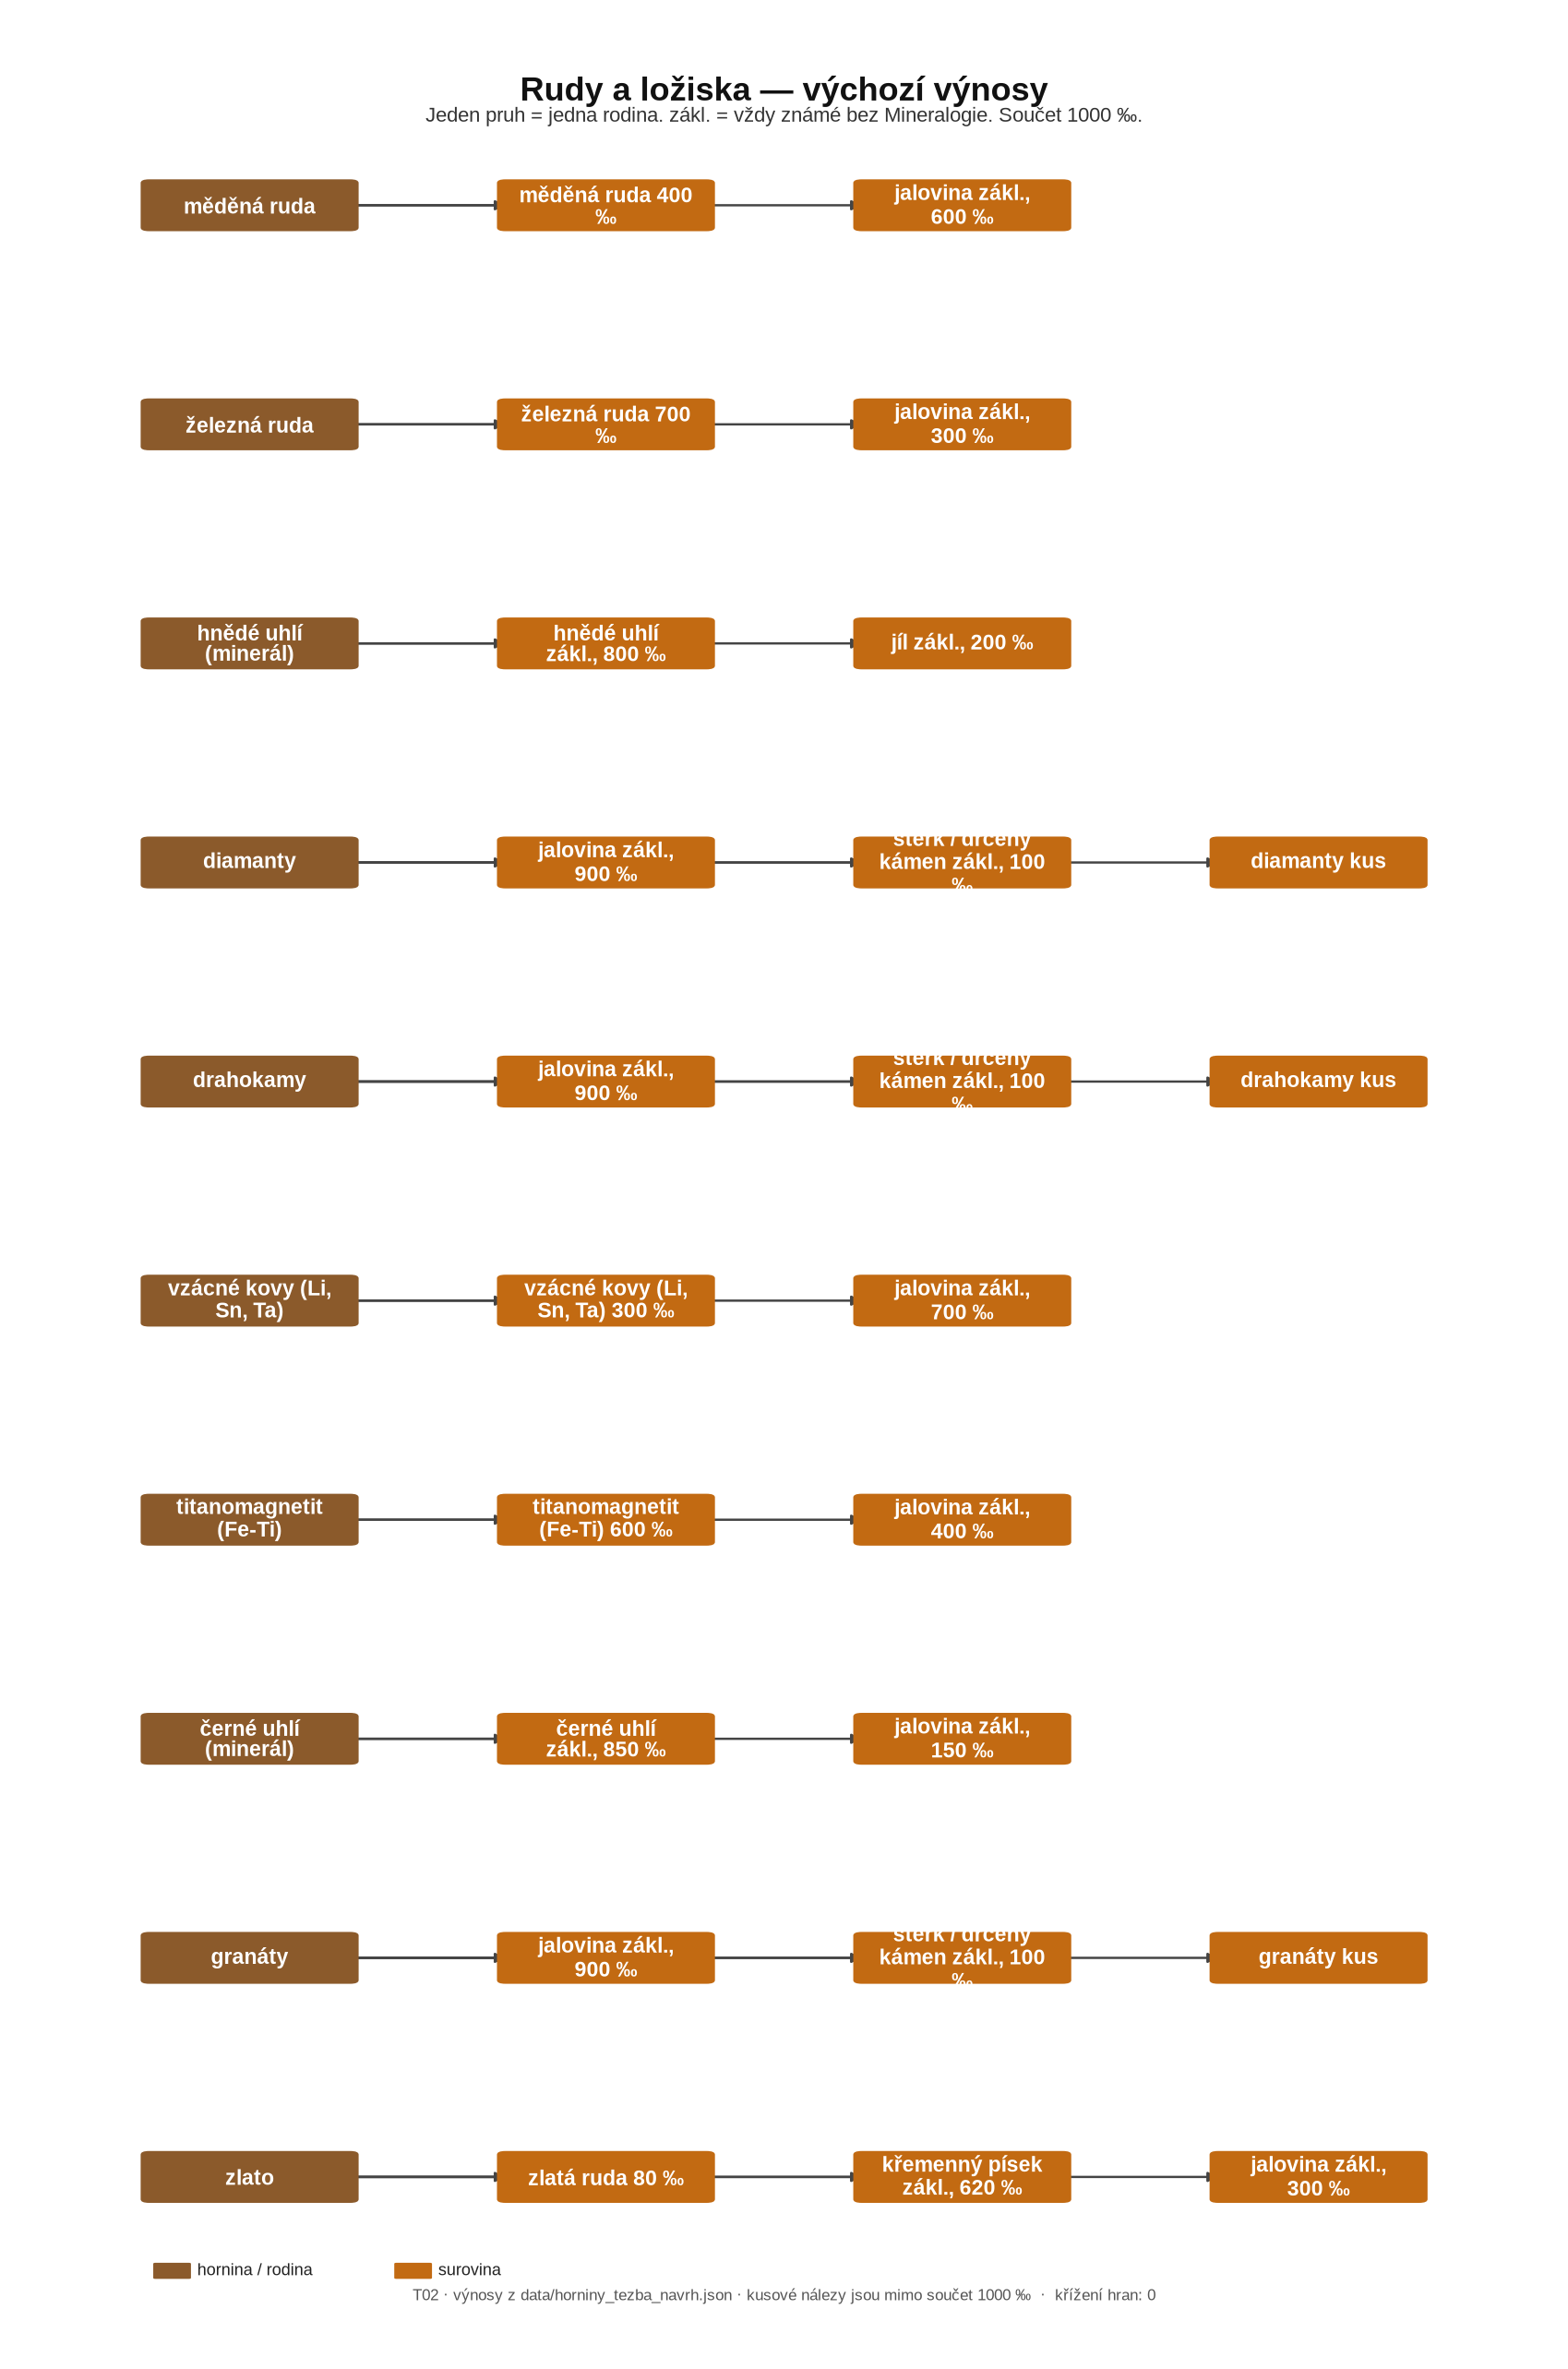 Rudy a ložiska — výchozí výnosy
Jeden pruh = jedna rodina. zákl. = vždy známé bez Mineralogie. Součet 1000 ‰.
měděná ruda
měděná ruda 400
‰
jalovina zákl.,
600 ‰
železná ruda
železná ruda 700
‰
jalovina zákl.,
300 ‰
hnědé uhlí
(minerál)
hnědé uhlí
zákl., 800 ‰
jíl zákl., 200 ‰
diamanty
jalovina zákl.,
900 ‰
štěrk / drcený
kámen zákl., 100
‰
diamanty kus
drahokamy
jalovina zákl.,
900 ‰
štěrk / drcený
kámen zákl., 100
‰
drahokamy kus
vzácné kovy (Li,
Sn, Ta)
vzácné kovy (Li,
Sn, Ta) 300 ‰
jalovina zákl.,
700 ‰
titanomagnetit
(Fe-Ti)
titanomagnetit
(Fe-Ti) 600 ‰
jalovina zákl.,
400 ‰
černé uhlí
(minerál)
černé uhlí
zákl., 850 ‰
jalovina zákl.,
150 ‰
granáty
jalovina zákl.,
900 ‰
štěrk / drcený
kámen zákl., 100
‰
granáty kus
zlato
zlatá ruda 80 ‰
křemenný písek
zákl., 620 ‰
jalovina zákl.,
300 ‰
hornina / rodina
surovina
T02 · výnosy z data/horniny_tezba_navrh.json · kusové nálezy jsou mimo součet 1000 ‰ · křížení hran: 0